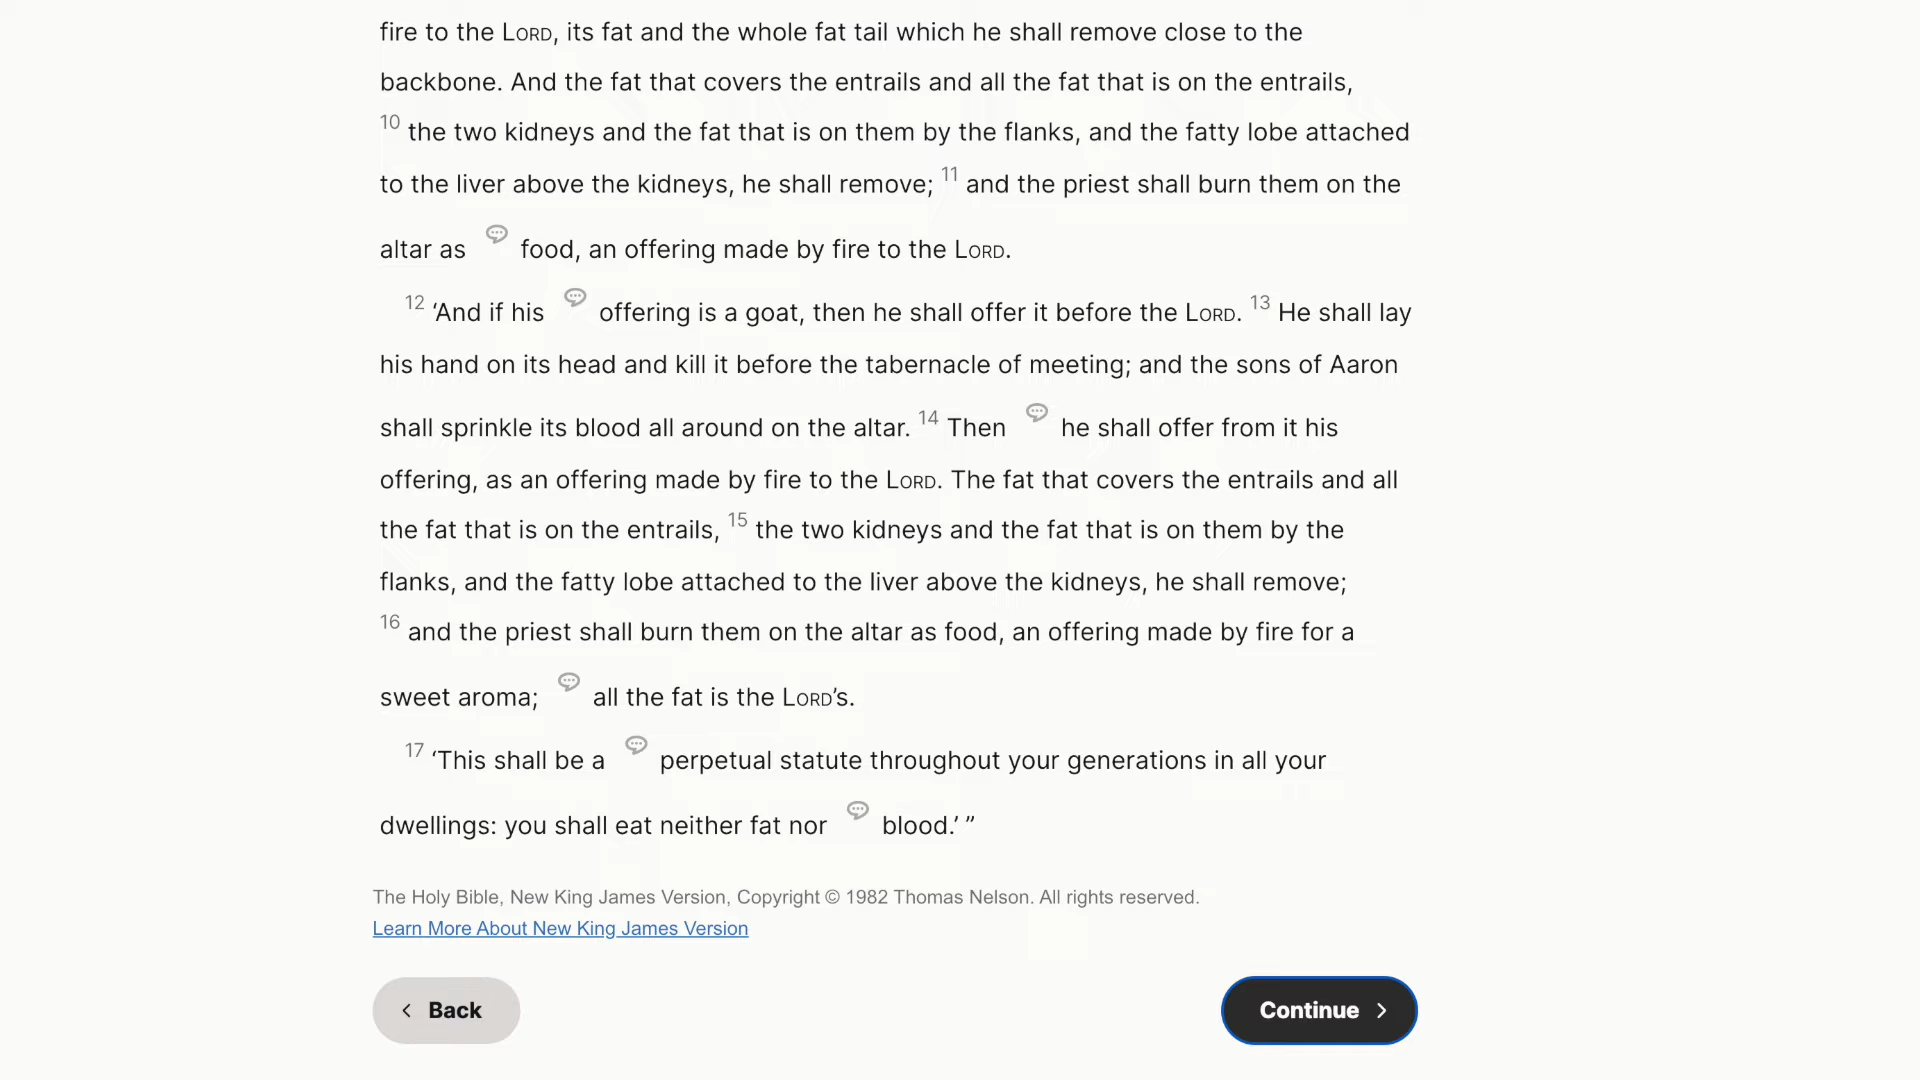 fire to the LORD, its fat and the whole fat tail which he shall remove close to the
backbone. And the fat that covers the entrails and all the fat that is on the entrails,
10 the two kidneys and the fat that is on them by the flanks, and the fatty lobe attached
to the liver above the kidneys, he shall remove; 11 and the priest shall burn them on the
altar as food, an offering made by fire to the LORD.
12 ‘And if his offering is a goat, then he shall offer it before the LORD. 13 He shall lay
his hand on its head and kill it before the tabernacle of meeting; and the sons of Aaron
shall sprinkle its blood all around on the altar. 14 Then he shall offer from it his
offering, as an offering made by fire to the LORD. The fat that covers the entrails and all
the fat that is on the entrails, 15 the two kidneys and the fat that is on them by the
flanks, and the fatty lobe attached to the liver above the kidneys, he shall remove;
16 and the priest shall burn them on the altar as food, an offering made by fire for a
sweet aroma; all the fat is the LORD’s.
17 ‘This shall be a perpetual statute throughout your generations in all your
dwellings: you shall eat neither fat nor blood.’ ”
The Holy Bible, New King James Version, Copyright © 1982 Thomas Nelson. All rights reserved.
Learn More About New King James Version
Back
Continue